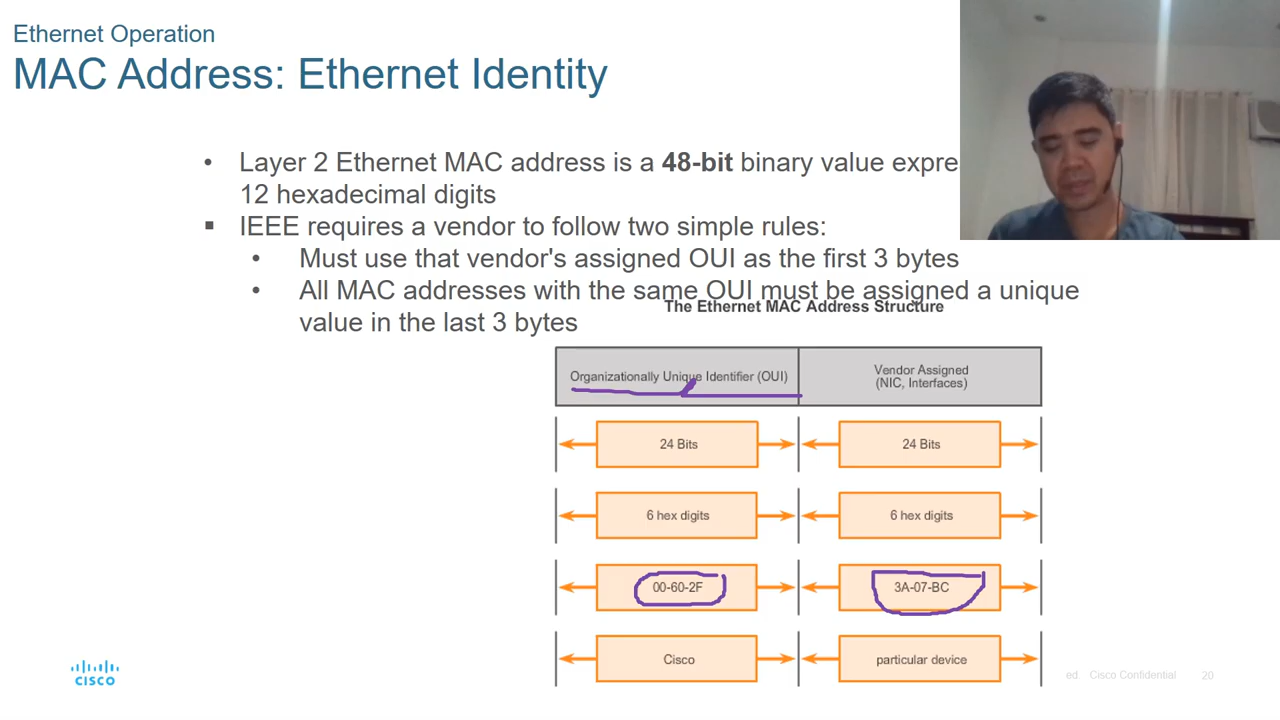 Ethernet Operation
MAC Address: Ethernet Identity
• Layer 2 Ethernet MAC address is a 48-bit binary value
12 hexadecimal digits
▪ IEEE requires a vendor to follow two simple rules:
• Must use that vendor's assigned OUI as the first 3 bytes
• All MAC addresses with the same OUI must be assigned a unique
value in the last 3 bytes
The Ethernet MAC Address Structure
Organizationally Unique Identifier (OUI)
Vendor Assigned
(NIC, Interfaces)
24 Bits
24 Bits
6 hex digits
6 hex digits
00-60-2F
3A-07-BC
Cisco
particular device
CISCO
ed Cisco Confidential
20